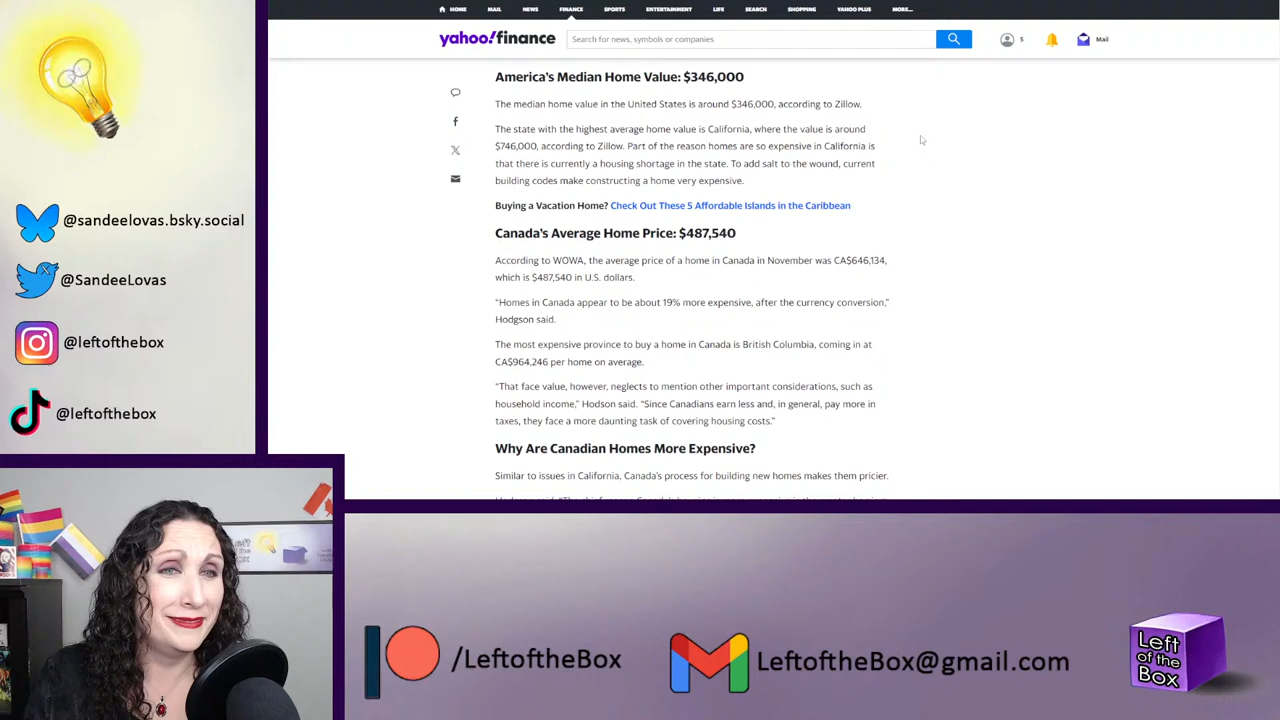 HOME
MAIL
NEWS
FINANCE
SPORTS
ENTERTAINMENT
LIFE
SEARCH
SHOPPING
YAHOO PLUS
MORE...
yahoo!finance
Search for news, symbols or companies
S
Mail
America’s Median Home Value: $346,000
The median home value in the United States is around $346,000, according to Zillow.
The state with the highest average home value is California, where the value is around
$746,000, according to Zillow. Part of the reason homes are so expensive in California is
that there is currently a housing shortage in the state. To add salt to the wound, current
building codes make constructing a home very expensive.
Buying a Vacation Home? Check Out These 5 Affordable Islands in the Caribbean
Canada’s Average Home Price: $487,540
According to WOWA, the average price of a home in Canada in November was CA$646,134,
which is $487,540 in U.S. dollars.
“Homes in Canada appear to be about 19% more expensive, after the currency conversion,”
Hodgson said.
The most expensive province to buy a home in Canada is British Columbia, coming in at
CA$964,246 per home on average.
“That face value, however, neglects to mention other important considerations, such as
household income,” Hodson said. “Since Canadians earn less and, in general, pay more in
taxes, they face a more daunting task of covering housing costs.”
Why Are Canadian Homes More Expensive?
Similar to issues in California, Canada’s process for building new homes makes them pricier.
@sandeelovas.bsky.social
@SandeeLovas
@leftofthebox
@leftofthebox
/LeftoftheBox
LeftoftheBox@gmail.com
Left
of the
Box